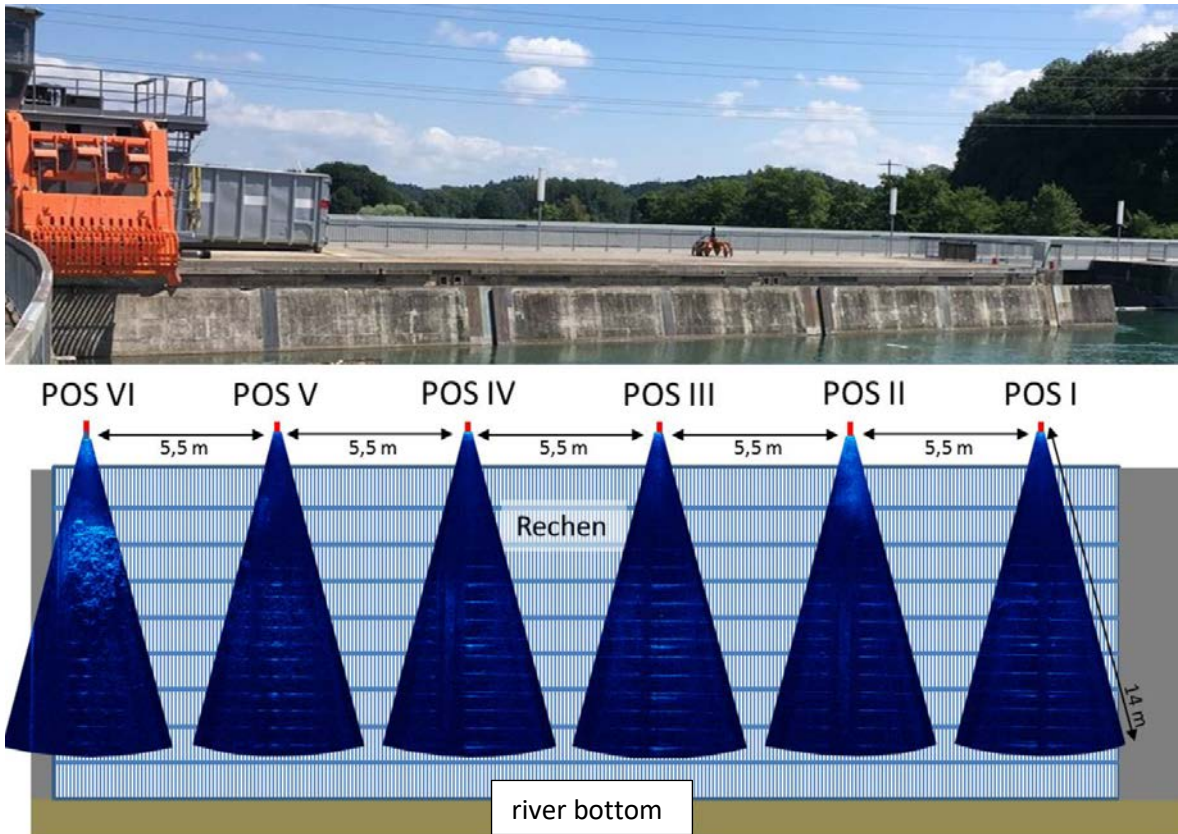 POS VI POS V POS IV POS III POS II POS I
5,5 m 5,5 m 5,5 m 5,5 m 5,5 m
Rechen
14 m
river bottom